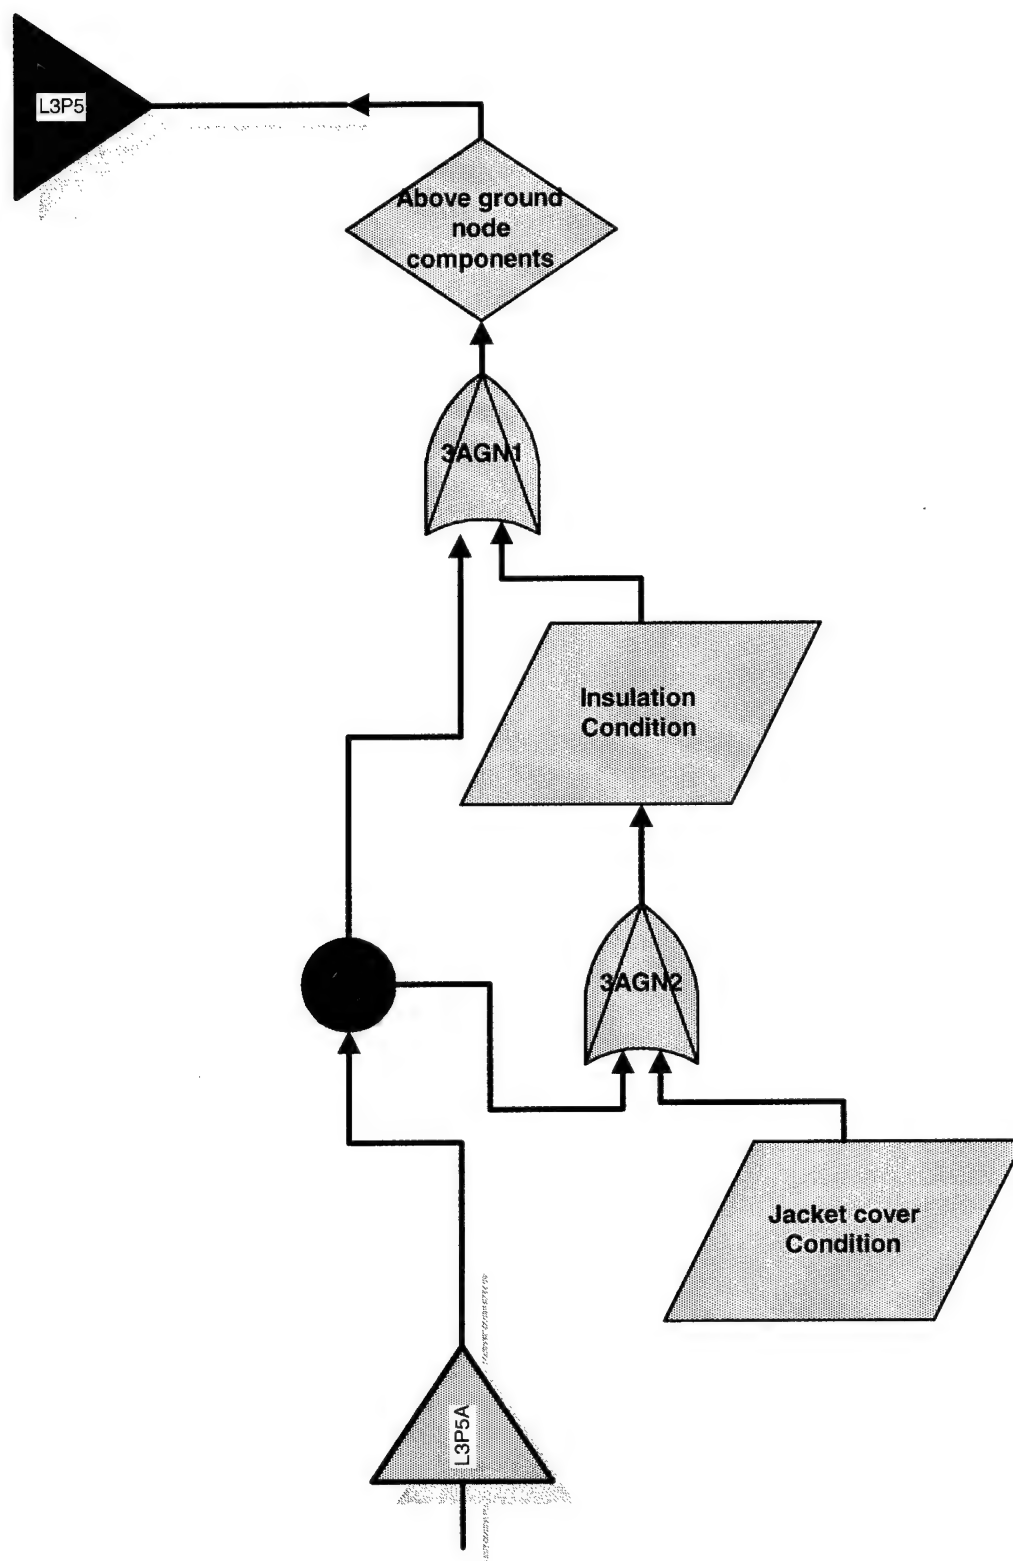 L3P5
Above ground
node
components
3AGN1
Insulation
Condition
3AGN2
Jacket cover
Condition
L3P5A